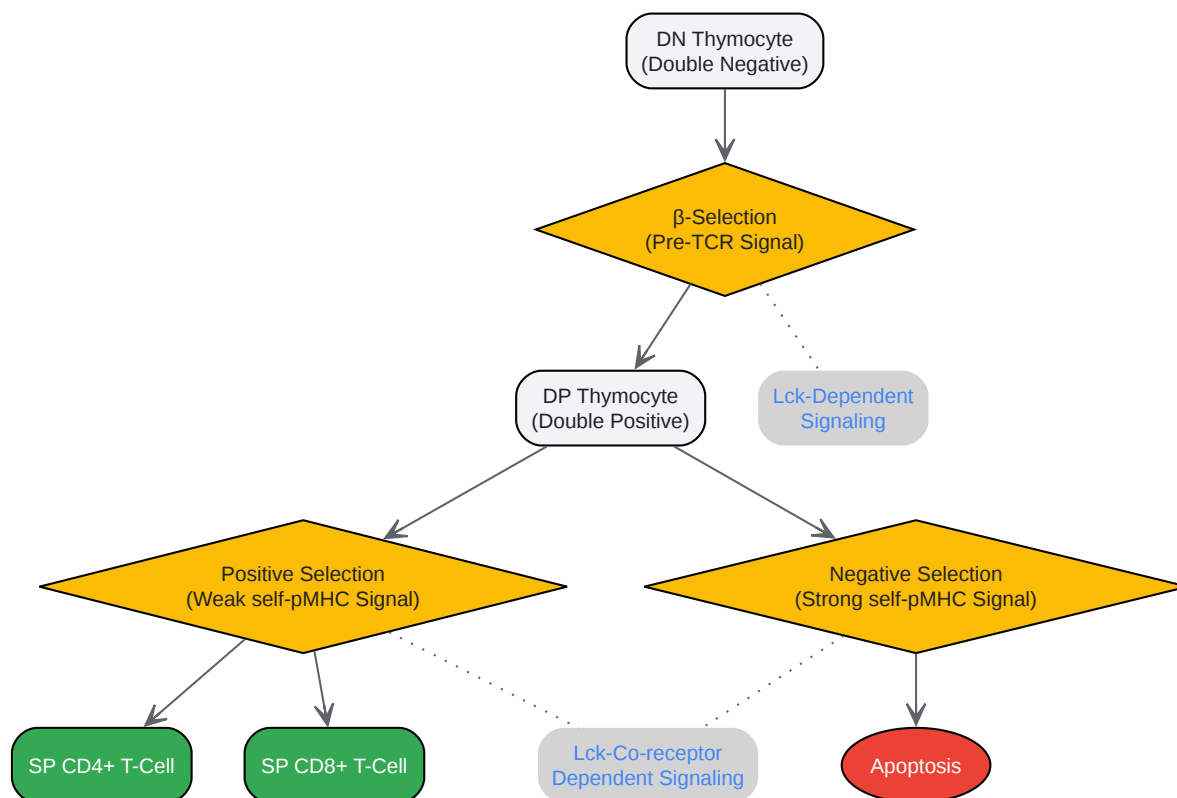 DN Thymocyte
(Double Negative)
β-Selection
(Pre-TCR Signal)
DP Thymocyte
(Double Positive)
Lck-Dependent
Signaling
Positive Selection
(Weak self-pMHC Signal)
Negative Selection
(Strong self-pMHC Signal)
SP CD4+ T-Cell
SP CD8+ T-Cell
Lck-Co-receptor
Dependent Signaling
Apoptosis